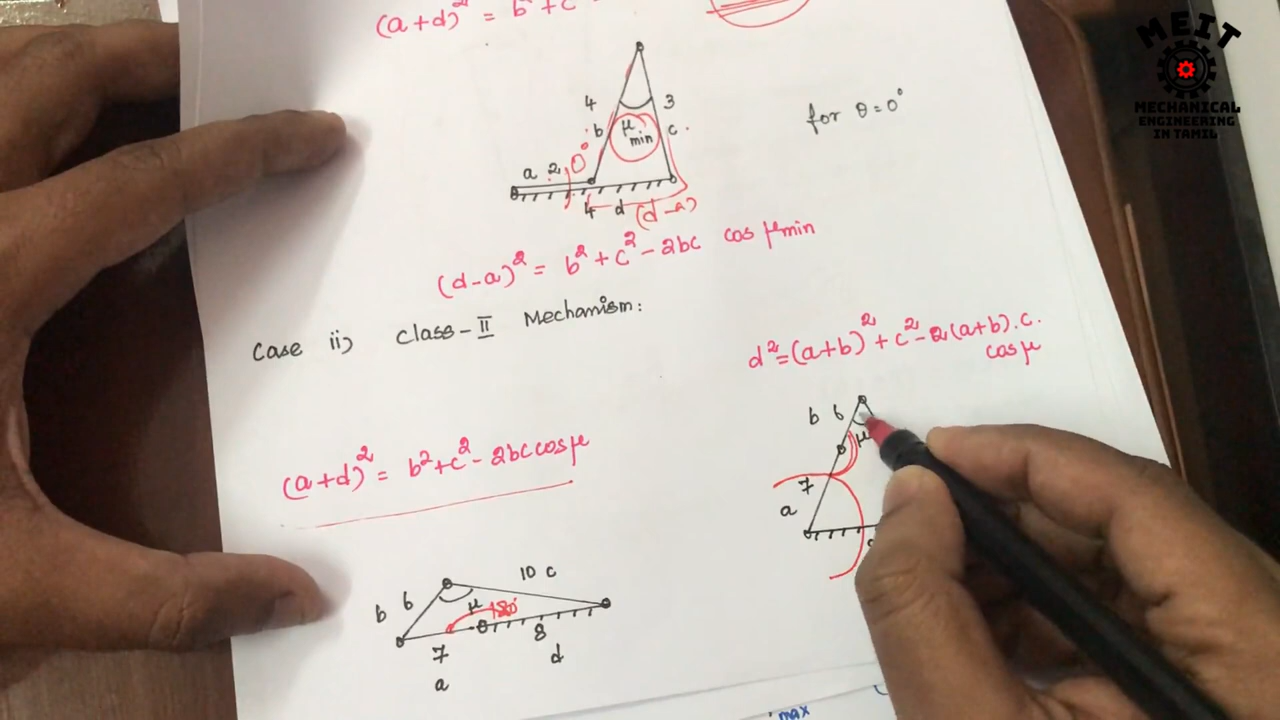 (a+d)² = b² + c²
MEIT
MECHANICAL
ENGINEERING
IN TAMIL
4
3
for θ = 0°
b
μ min
c
a 2
0°
4 d (d-a)
(d-a)² = b² + c² - 2bc cos μmin
Case ii) Class-II Mechanism:
d² = (a+b)² + c² - 2(a+b).c.
cosμ
b 6
μ
7
a
(a+d)² = b² + c² - 2bc cosμ
10 c
b 6
μ
180°
7
8
a
d
max